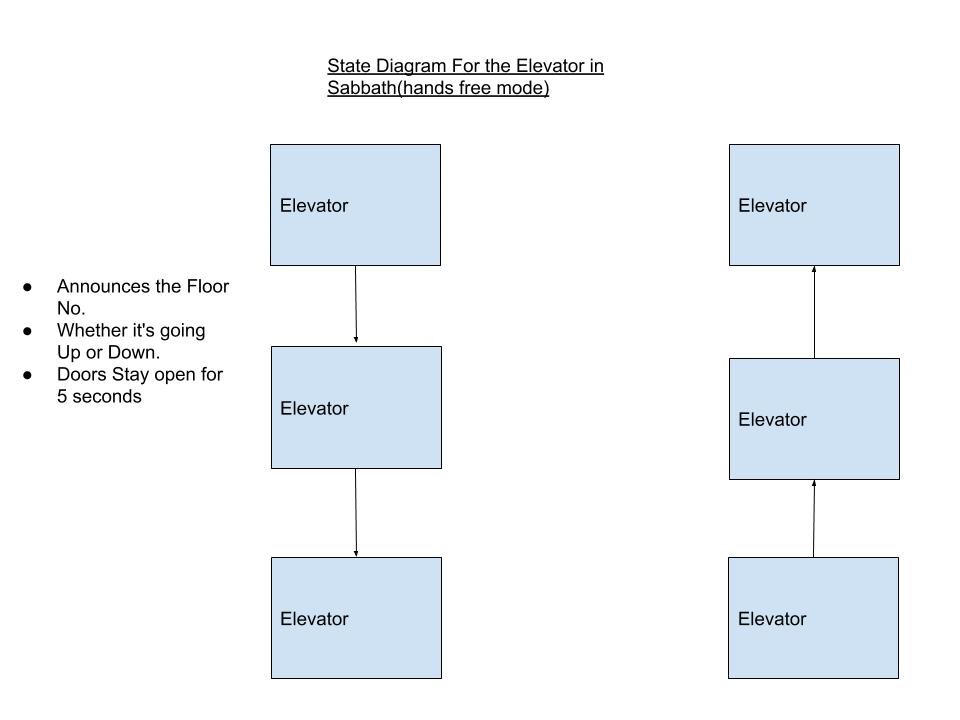 State Diagram For the Elevator in
Sabbath(hands free mode)
Elevator
Elevator
● Announces the Floor
No.
● Whether it's going
Up or Down.
● Doors Stay open for
5 seconds
Elevator
Elevator
Elevator
Elevator